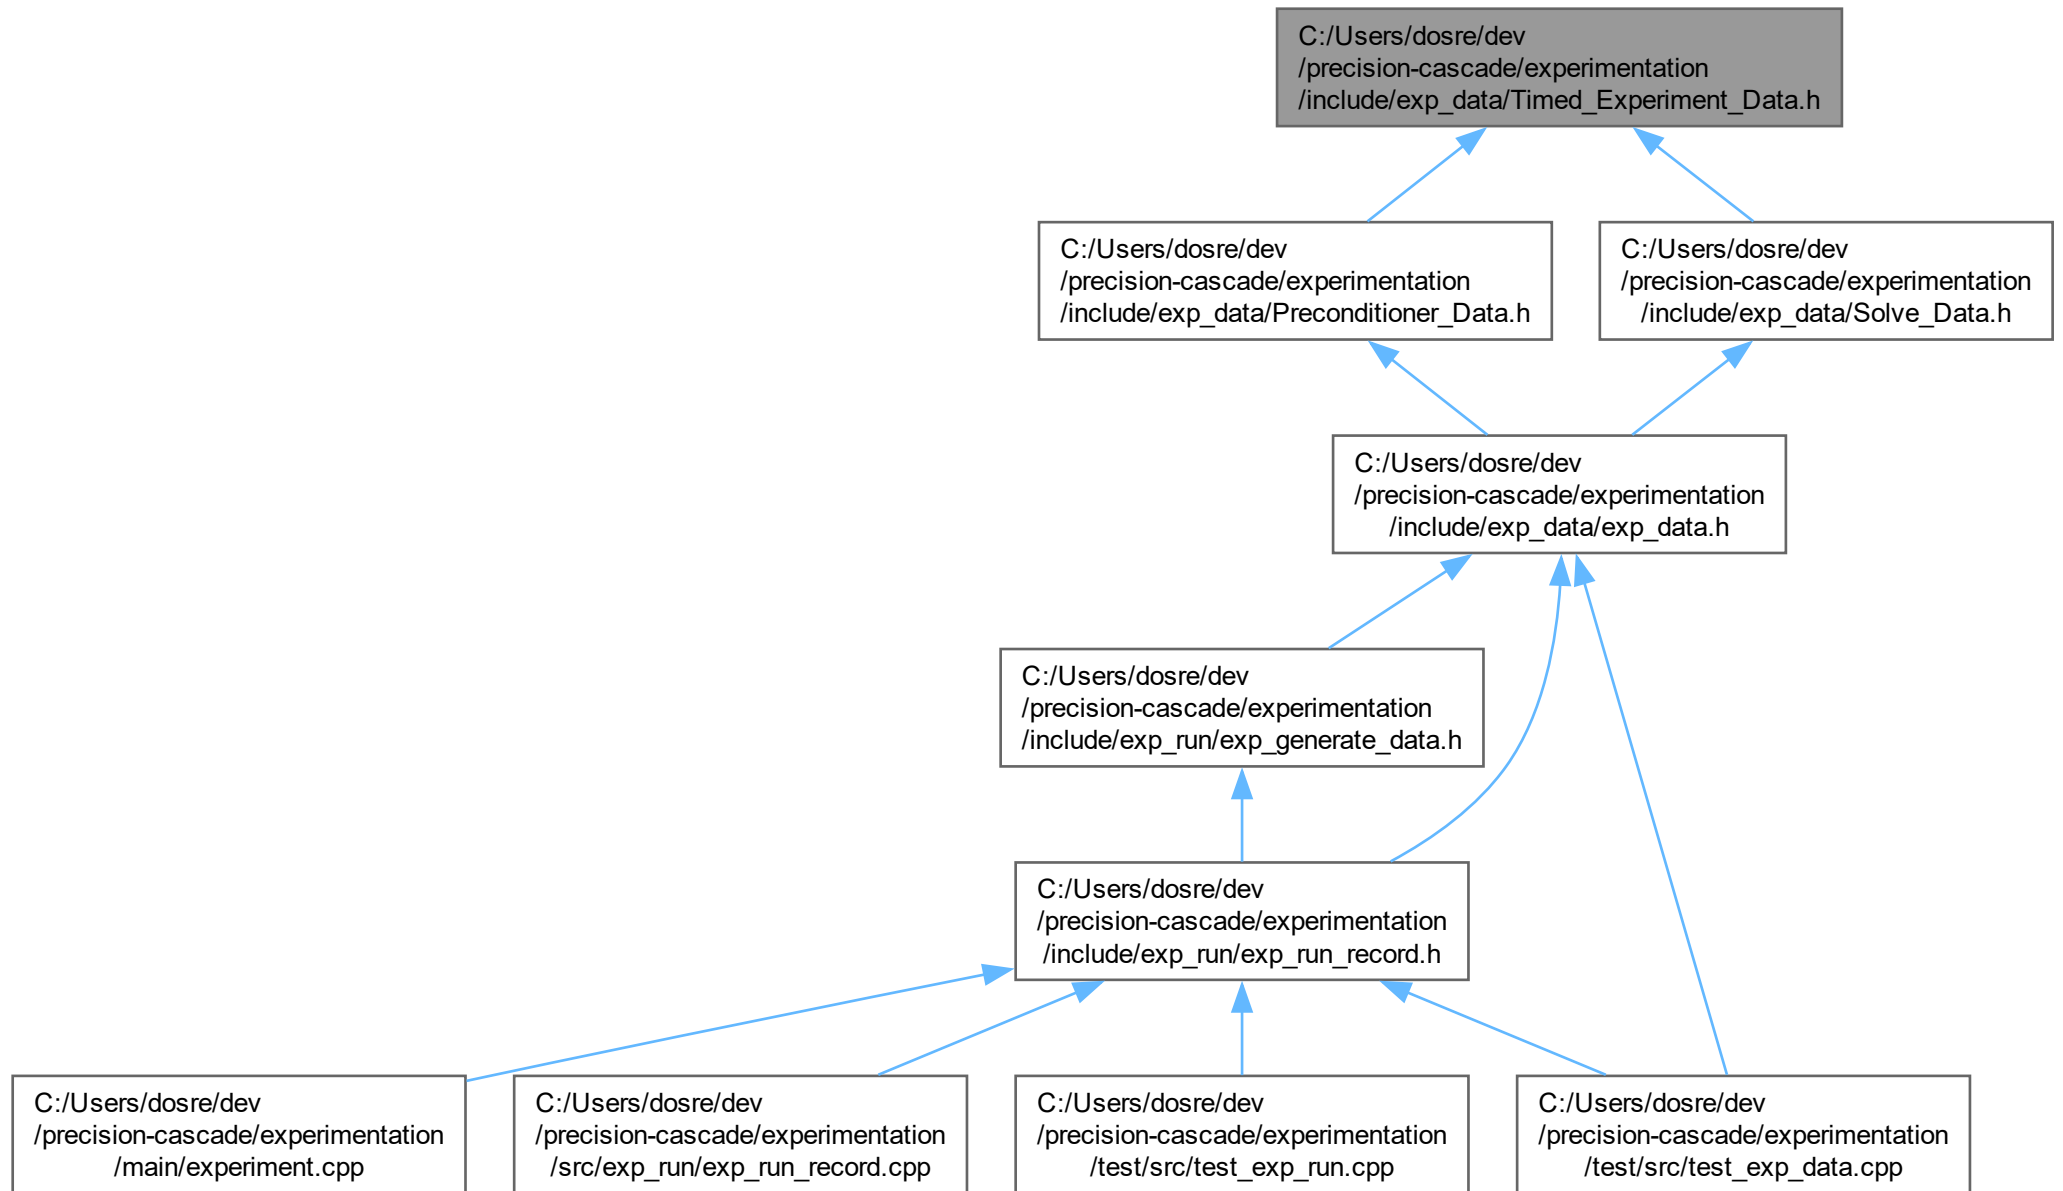 C:/Users/dosre/dev
/precision-cascade/experimentation
/include/exp_data/Timed_Experiment_Data.h
C:/Users/dosre/dev
/precision-cascade/experimentation
/include/exp_data/Preconditioner_Data.h
C:/Users/dosre/dev
/precision-cascade/experimentation
/include/exp_data/Solve_Data.h
C:/Users/dosre/dev
/precision-cascade/experimentation
/include/exp_data/exp_data.h
C:/Users/dosre/dev
/precision-cascade/experimentation
/include/exp_run/exp_generate_data.h
C:/Users/dosre/dev
/precision-cascade/experimentation
/include/exp_run/exp_run_record.h
C:/Users/dosre/dev
/precision-cascade/experimentation
/main/experiment.cpp
C:/Users/dosre/dev
/precision-cascade/experimentation
/src/exp_run/exp_run_record.cpp
C:/Users/dosre/dev
/precision-cascade/experimentation
/test/src/test_exp_run.cpp
C:/Users/dosre/dev
/precision-cascade/experimentation
/test/src/test_exp_data.cpp